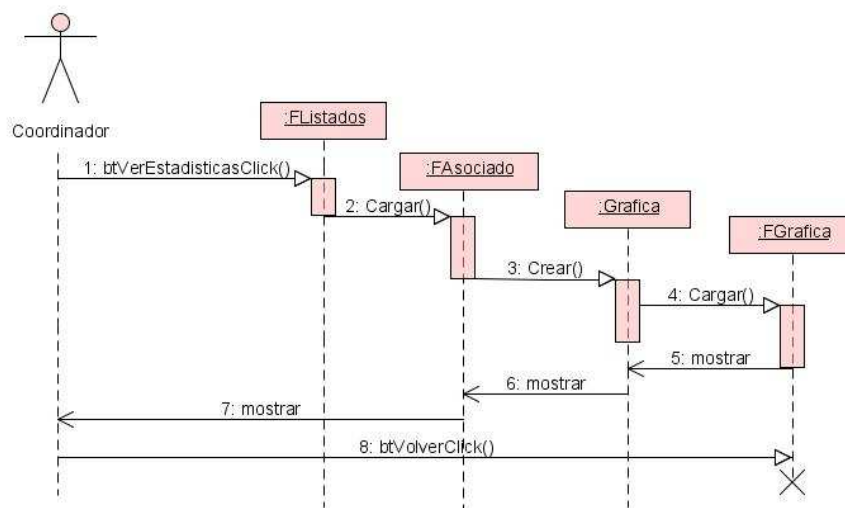 Coordinador
:FListados
1: btVerEstadisticasClick()
:FAsociado
2: Cargar()
:Grafica
3: Crear()
:FGrafica
4: Cargar()
5: mostrar
6: mostrar
7: mostrar
8: btVolverClick()